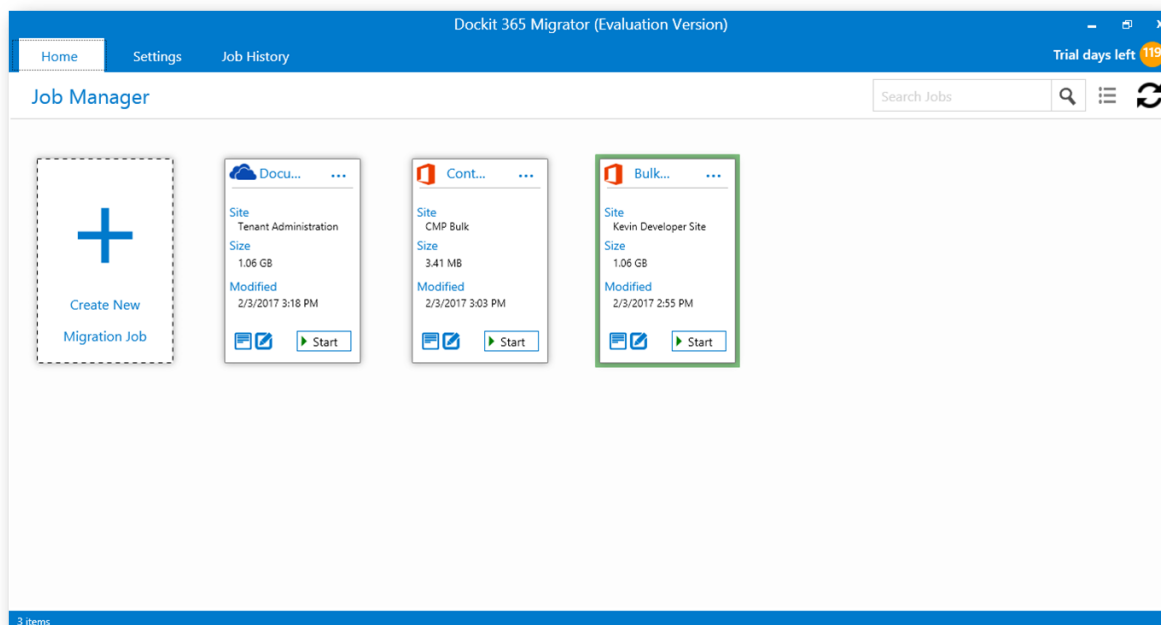 Dockit 365 Migrator (Evaluation Version)
Home Settings Job History
Trial days left 119
Job Manager
Search Jobs
Create New
Migration Job
Docu... ...
Site
Tenant Administration
Size
1.06 GB
Modified
2/3/2017 3:18 PM
Start
Cont... ...
Site
CMP Bulk
Size
3.41 MB
Modified
2/3/2017 3:03 PM
Start
Bulk... ...
Site
Kevin Developer Site
Size
1.06 GB
Modified
2/3/2017 2:55 PM
Start
3 items